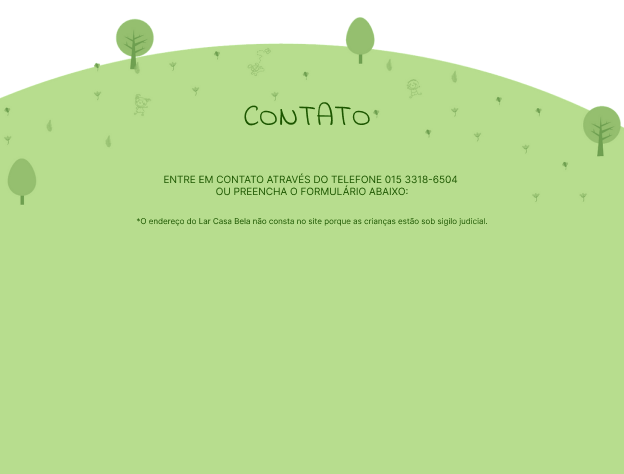 CONTATO*
ENTRE EM CONTATO ATRAVÉS DO TELEFONE 015 3318-6504
OU PREENCHA O FORMULÁRIO ABAIXO:
*O endereço do Lar Casa Bela não consta no site porque as crianças estão sob sigilo judicial.